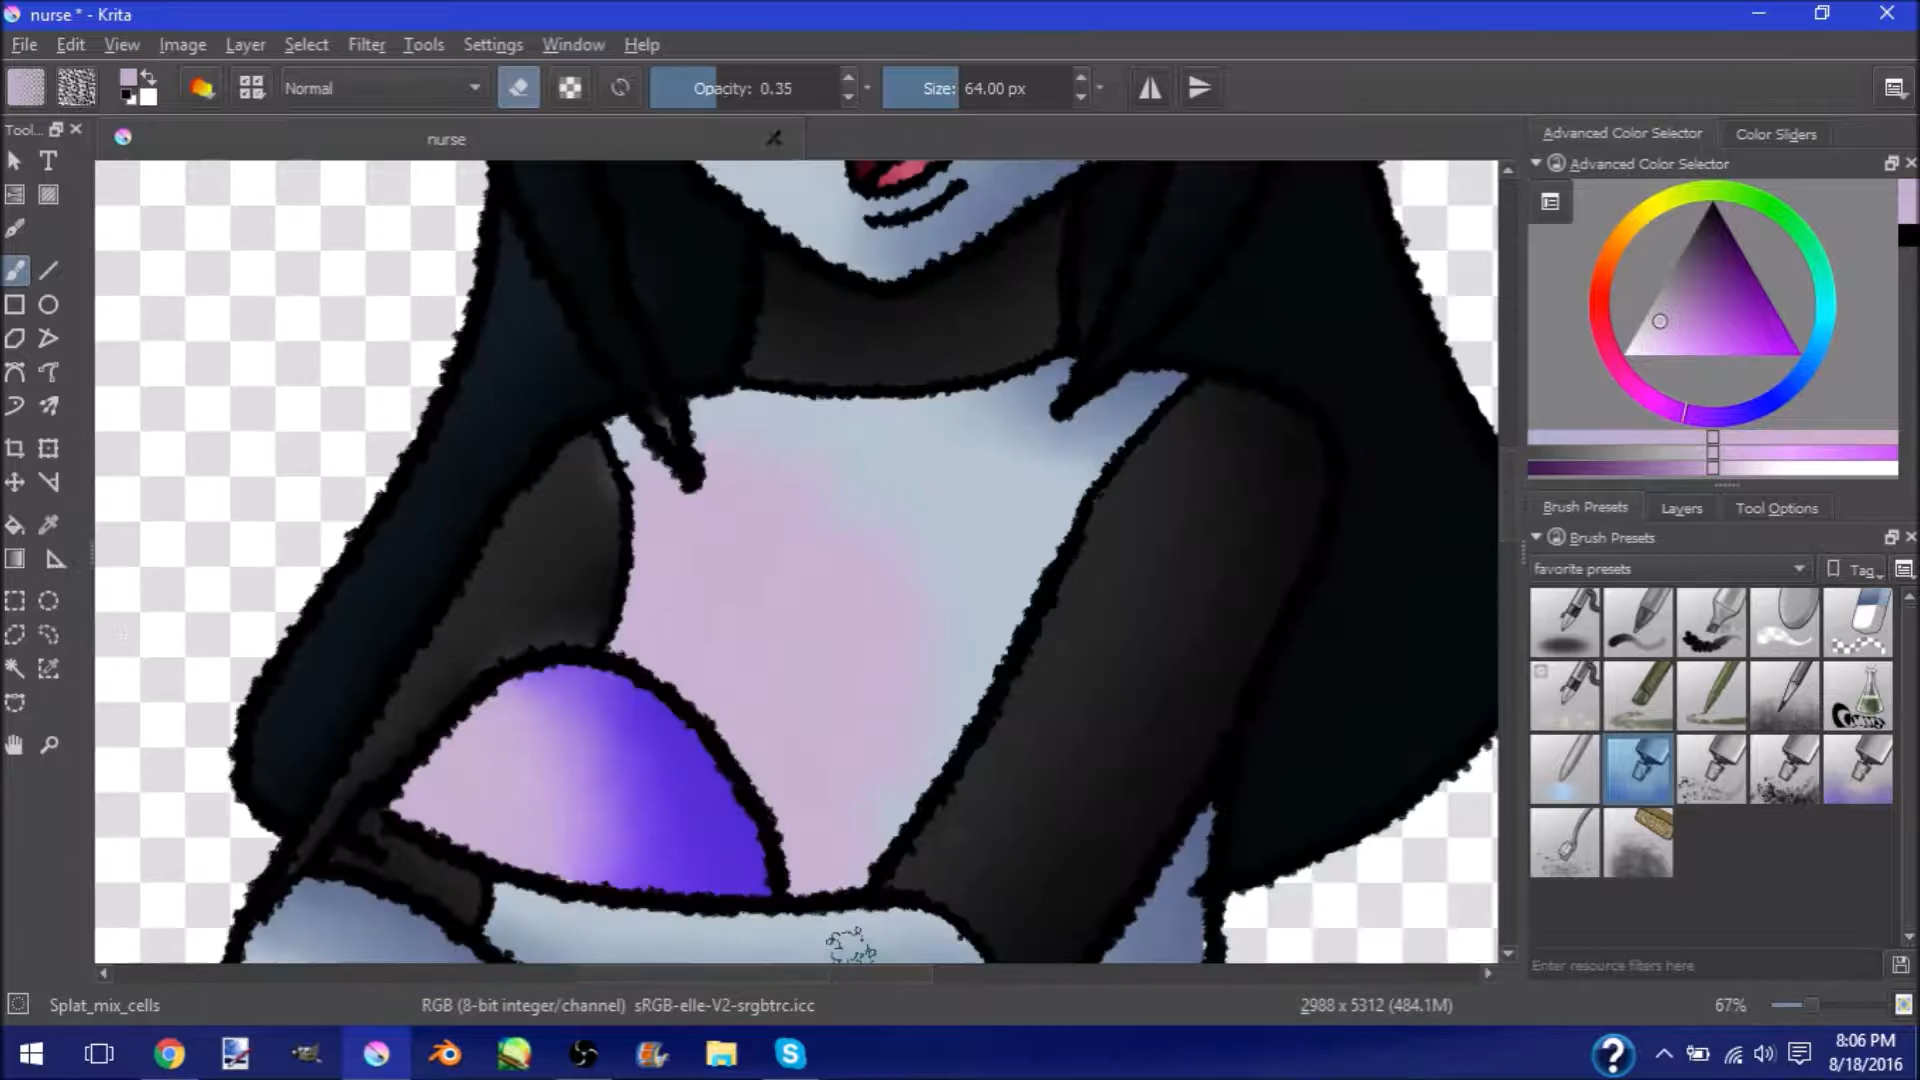 nurse * - Krita
File Edit View Image Layer Select Filter Tools Settings Window Help
Normal Opacity: 0.35 Size: 64.00 px
Tool...
nurse
Advanced Color Selector Color Sliders
Advanced Color Selector
Brush Presets Layers Tool Options
Brush Presets
favorite presets Tag
Enter resource filters here
Splat_mix_cells RGB (8-bit integer/channel) sRGB-elle-V2-srgbtrc.icc 2988 x 5312 (484.1M) 67%
8:06 PM
8/18/2016